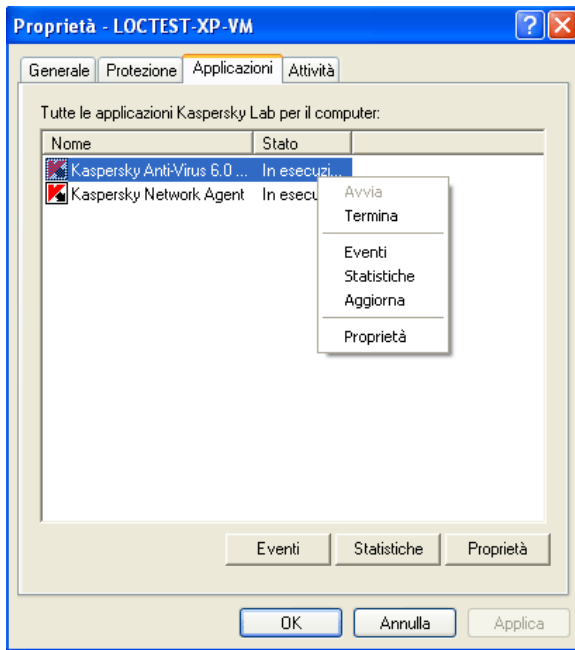 Proprietà - LOCTEST-XP-VM
Generale Protezione Applicazioni Attività
Tutte le applicazioni Kaspersky Lab per il computer:
Nome Stato
Kaspersky Anti-Virus 6.0 ... In esecuzi...
Kaspersky Network Agent In esecu
Avvia
Termina
Eventi
Statistiche
Aggiorna
Proprietà
Eventi Statistiche Proprietà
OK Annulla Applica